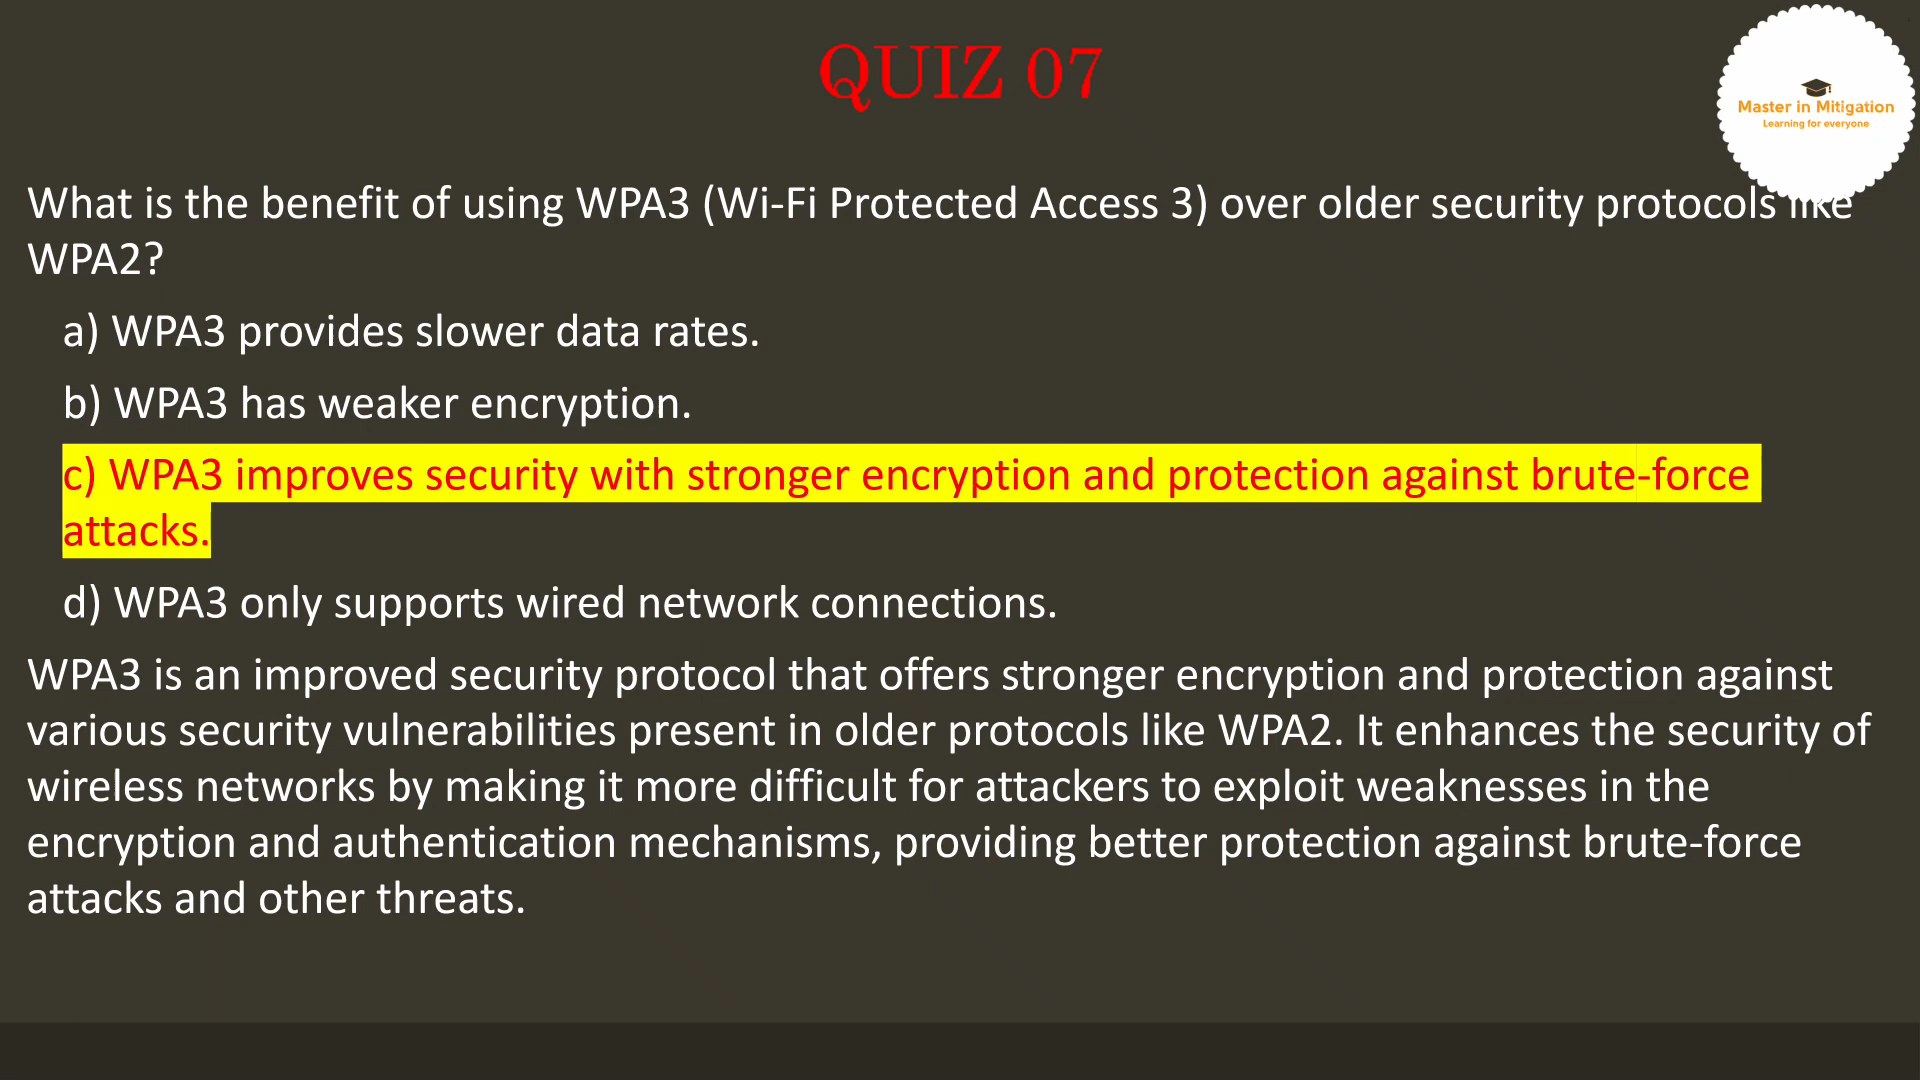 QUIZ 07
Master in Mitigation
Learning for everyone
What is the benefit of using WPA3 (Wi-Fi Protected Access 3) over older security protocols like
WPA2?
a) WPA3 provides slower data rates.
b) WPA3 has weaker encryption.
c) WPA3 improves security with stronger encryption and protection against brute-force
attacks.
d) WPA3 only supports wired network connections.
WPA3 is an improved security protocol that offers stronger encryption and protection against
various security vulnerabilities present in older protocols like WPA2. It enhances the security of
wireless networks by making it more difficult for attackers to exploit weaknesses in the
encryption and authentication mechanisms, providing better protection against brute-force
attacks and other threats.